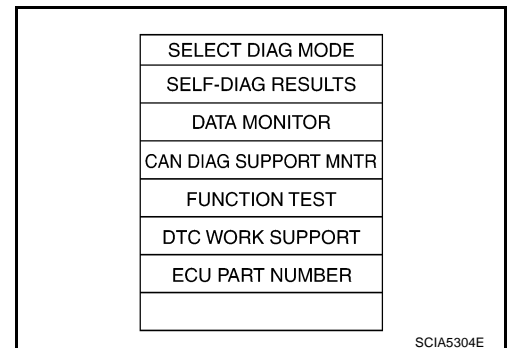 SELECT DIAG MODE
SELF-DIAG RESULTS
DATA MONITOR
CAN DIAG SUPPORT MNTR
FUNCTION TEST
DTC WORK SUPPORT
ECU PART NUMBER
SCIA5304E